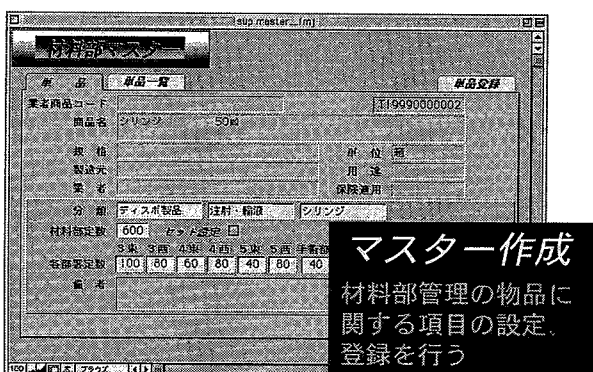 sup master...(m)
材料部マスター
単 品 単品一覧 単品登録
業者商品コード T19990000002
商品名 シリンジ 50ml
規 格 単 位 箱
製造元 用 途
業 者 保険適用
分 類 ディスポ製品 注射・輸液 シリンジ
材料部定数 600 セット設定
3東 3西 4東 4西 5東 5西
各部署定数 100 80 60 80 40 80 40
備 考
100 ブラウズ
マスター作成
材料部管理の物品に
関する項目の設定、
登録を行う